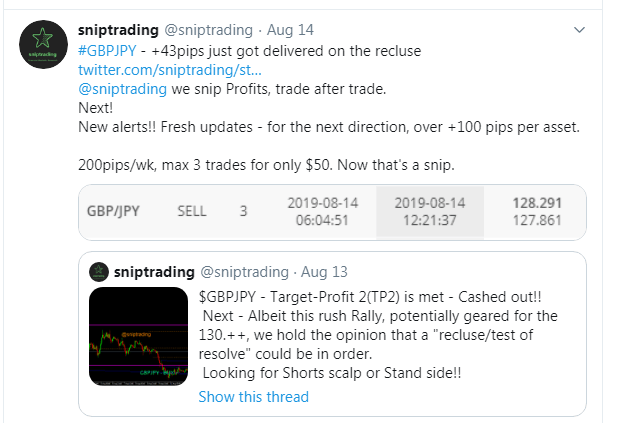 sniptrading @sniptrading · Aug 14
#GBPJPY - +43pips just got delivered on the recluse
twitter.com/sniptrading/st...
@sniptrading we snip Profits, trade after trade.
Next!
New alerts!! Fresh updates - for the next direction, over +100 pips per asset.
200pips/wk, max 3 trades for only $50. Now that's a snip.
GBP/JPY SELL 3 2019-08-14 06:04:51 2019-08-14 12:21:37 128.291 127.861
sniptrading @sniptrading · Aug 13
$GBPJPY - Target-Profit 2(TP2) is met - Cashed out!!
Next - Albeit this rush Rally, potentially geared for the
130.++, we hold the opinion that a "recluse/test of
resolve" could be in order.
Looking for Shorts scalp or Stand side!!
Show this thread
sniptrading
@sniptrading